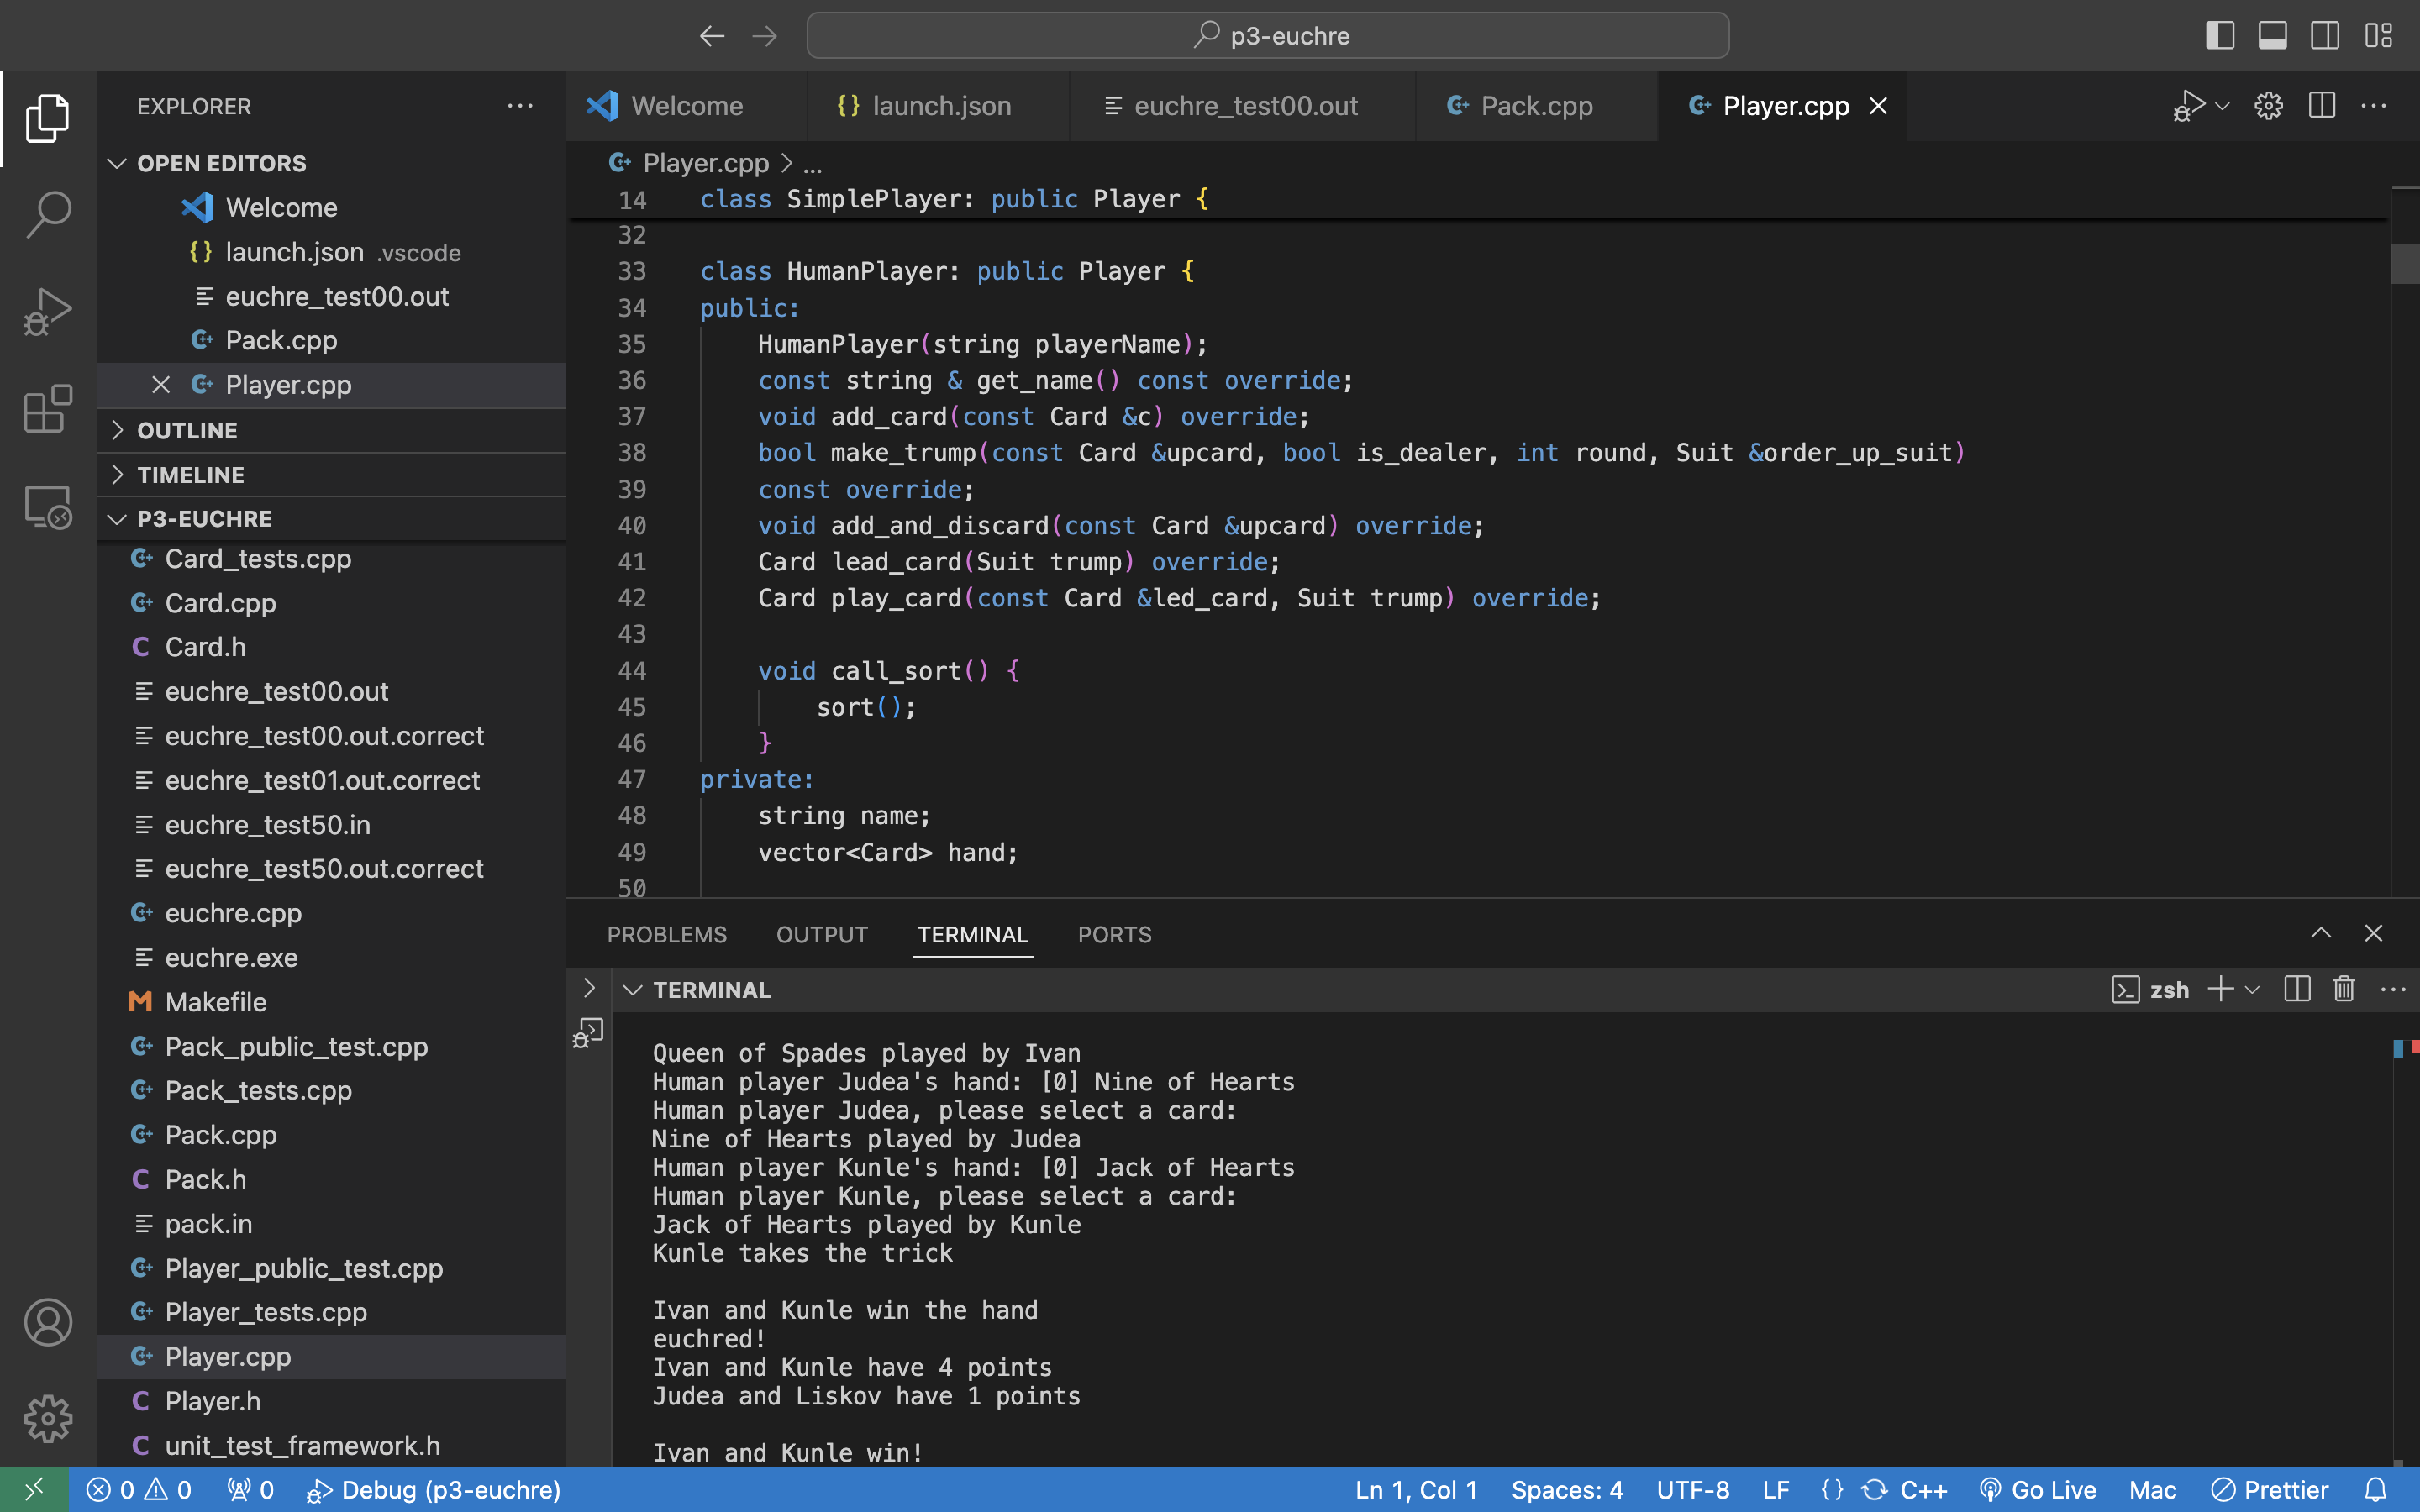 p3-euchre
EXPLORER
OPEN EDITORS
Welcome
launch.json .vscode
euchre_test00.out
Pack.cpp
Player.cpp
OUTLINE
TIMELINE
P3-EUCHRE
Card_tests.cpp
Card.cpp
Card.h
euchre_test00.out
euchre_test00.out.correct
euchre_test01.out.correct
euchre_test50.in
euchre_test50.out.correct
euchre.cpp
euchre.exe
Makefile
Pack_public_test.cpp
Pack_tests.cpp
Pack.cpp
Pack.h
pack.in
Player_public_test.cpp
Player_tests.cpp
Player.cpp
Player.h
unit_test_framework.h
Welcome
launch.json
euchre_test00.out
Pack.cpp
Player.cpp
Player.cpp > ...
14 class SimplePlayer: public Player {
32
33 class HumanPlayer: public Player {
34 public:
35 HumanPlayer(string playerName);
36 const string & get_name() const override;
37 void add_card(const Card &c) override;
38 bool make_trump(const Card &upcard, bool is_dealer, int round, Suit &order_up_suit)
39 const override;
40 void add_and_discard(const Card &upcard) override;
41 Card lead_card(Suit trump) override;
42 Card play_card(const Card &led_card, Suit trump) override;
43
44 void call_sort() {
45 sort();
46 }
47 private:
48 string name;
49 vector<Card> hand;
50
PROBLEMS OUTPUT TERMINAL PORTS
TERMINAL
zsh
Queen of Spades played by Ivan
Human player Judea's hand: [0] Nine of Hearts
Human player Judea, please select a card:
Nine of Hearts played by Judea
Human player Kunle's hand: [0] Jack of Hearts
Human player Kunle, please select a card:
Jack of Hearts played by Kunle
Kunle takes the trick
Ivan and Kunle win the hand
euchred!
Ivan and Kunle have 4 points
Judea and Liskov have 1 points
Ivan and Kunle win!
0 0 0 Debug (p3-euchre) Ln 1, Col 1 Spaces: 4 UTF-8 LF {} C++ Go Live Mac Prettier